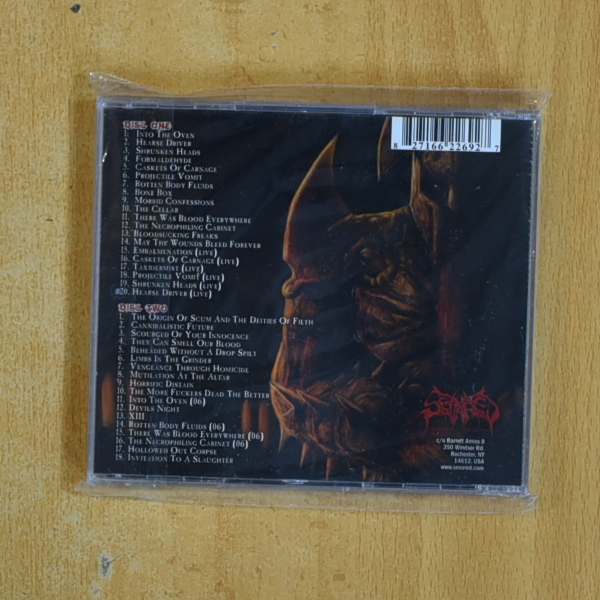 DISC ONE
1. INTO THE OVEN
2. HEARSE DRIVER
3. SHRUNKEN HEADS
4. FORMALDEHYDE
5. CASKETS OF CARNAGE
6. PROJECTILE VOMIT
7. ROTTEN BODY FLUIDS
8. BONE BOX
9. MORBID CONFESSIONS
10. THE CELLAR
11. THERE WAS BLOOD EVERYWHERE
12. THE NECROPHILING CABINET
13. BLOODSUCKING FREAKS
14. MAY THE WOUNDS BLEED FOREVER
15. EMBALMENATION (LIVE)
16. CASKETS OF CARNAGE (LIVE)
17. TAXIDERMIST (LIVE)
18. PROJECTILE VOMIT (LIVE)
19. SHRUNKEN HEADS (LIVE)
#20. HEARSE DRIVER (LIVE)
DISC TWO
1. THE ORIGIN OF SCUM AND THE DEITIES OF FILTH
2. CANNIBALISTIC FUTURE
3. SCOURGED OF YOUR INNOCENCE
4. THEY CAN SMELL OUR BLOOD
5. BEHEADED WITHOUT A DROP SPILT
6. LIMBS IN THE GRINDER
7. VENGEANCE THROUGH HOMICIDE
8. MUTILATION AT THE ALTAR
9. HORRIFIC DISTAIN
10. THE MORE FUCKERS DEAD THE BETTER
11. INTO THE OVEN (06)
12. DEVILS NIGHT
13. XIII
14. ROTTEN BODY FLUIDS (06)
15. THERE WAS BLOOD EVERYWHERE (06)
16. THE NECROPHILING CABINET (06)
17. HOLLOWED OUT CORPSE
18. INVITATION TO A SLAUGHTER
8 27166 22692 7
c/o Barrett Amiss II
350 Windsor Rd.
Rochester, NY
14612, USA